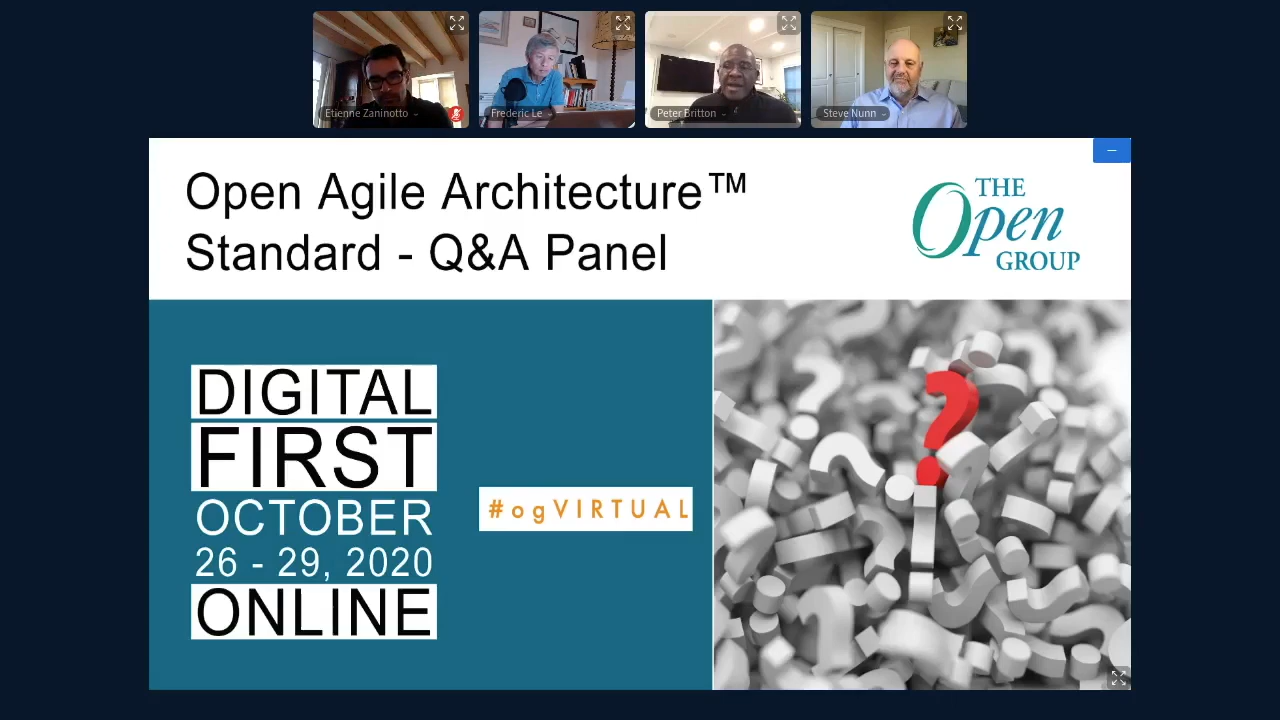 Etienne Zaninotto
Frederic Le
Peter Britton
Steve Nunn
Open Agile Architecture™
Standard - Q&A Panel
THE
Open
GROUP
DIGITAL
FIRST
OCTOBER
26 - 29, 2020
ONLINE
#ogVIRTUAL